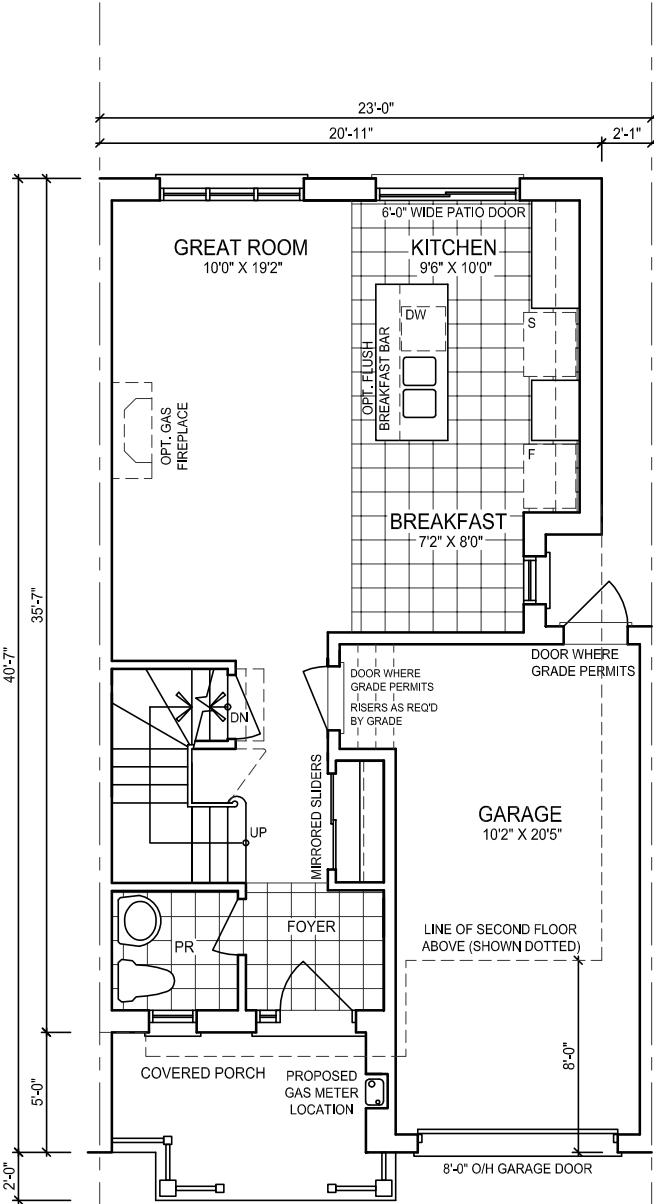 23'-0"
20'-11"
2'-1"
6'-0" WIDE PATIO DOOR
GREAT ROOM
10'0" X 19'2"
KITCHEN
9'6" X 10'0"
DW
S
OPT. FLUSH
BREAKFAST BAR
OPT. GAS
FIREPLACE
F
BREAKFAST
7'2" X 8'0"
35'-7"
40'-7"
DOOR WHERE
GRADE PERMITS
DOOR WHERE
GRADE PERMITS
RISERS AS REQ'D
BY GRADE
DN
MIRRORED SLIDERS
GARAGE
10'2" X 20'5"
UP
FOYER
PR
LINE OF SECOND FLOOR
ABOVE (SHOWN DOTTED)
8'-0"
5'-0"
COVERED PORCH
PROPOSED
GAS METER
LOCATION
2'-0"
8'-0" O/H GARAGE DOOR